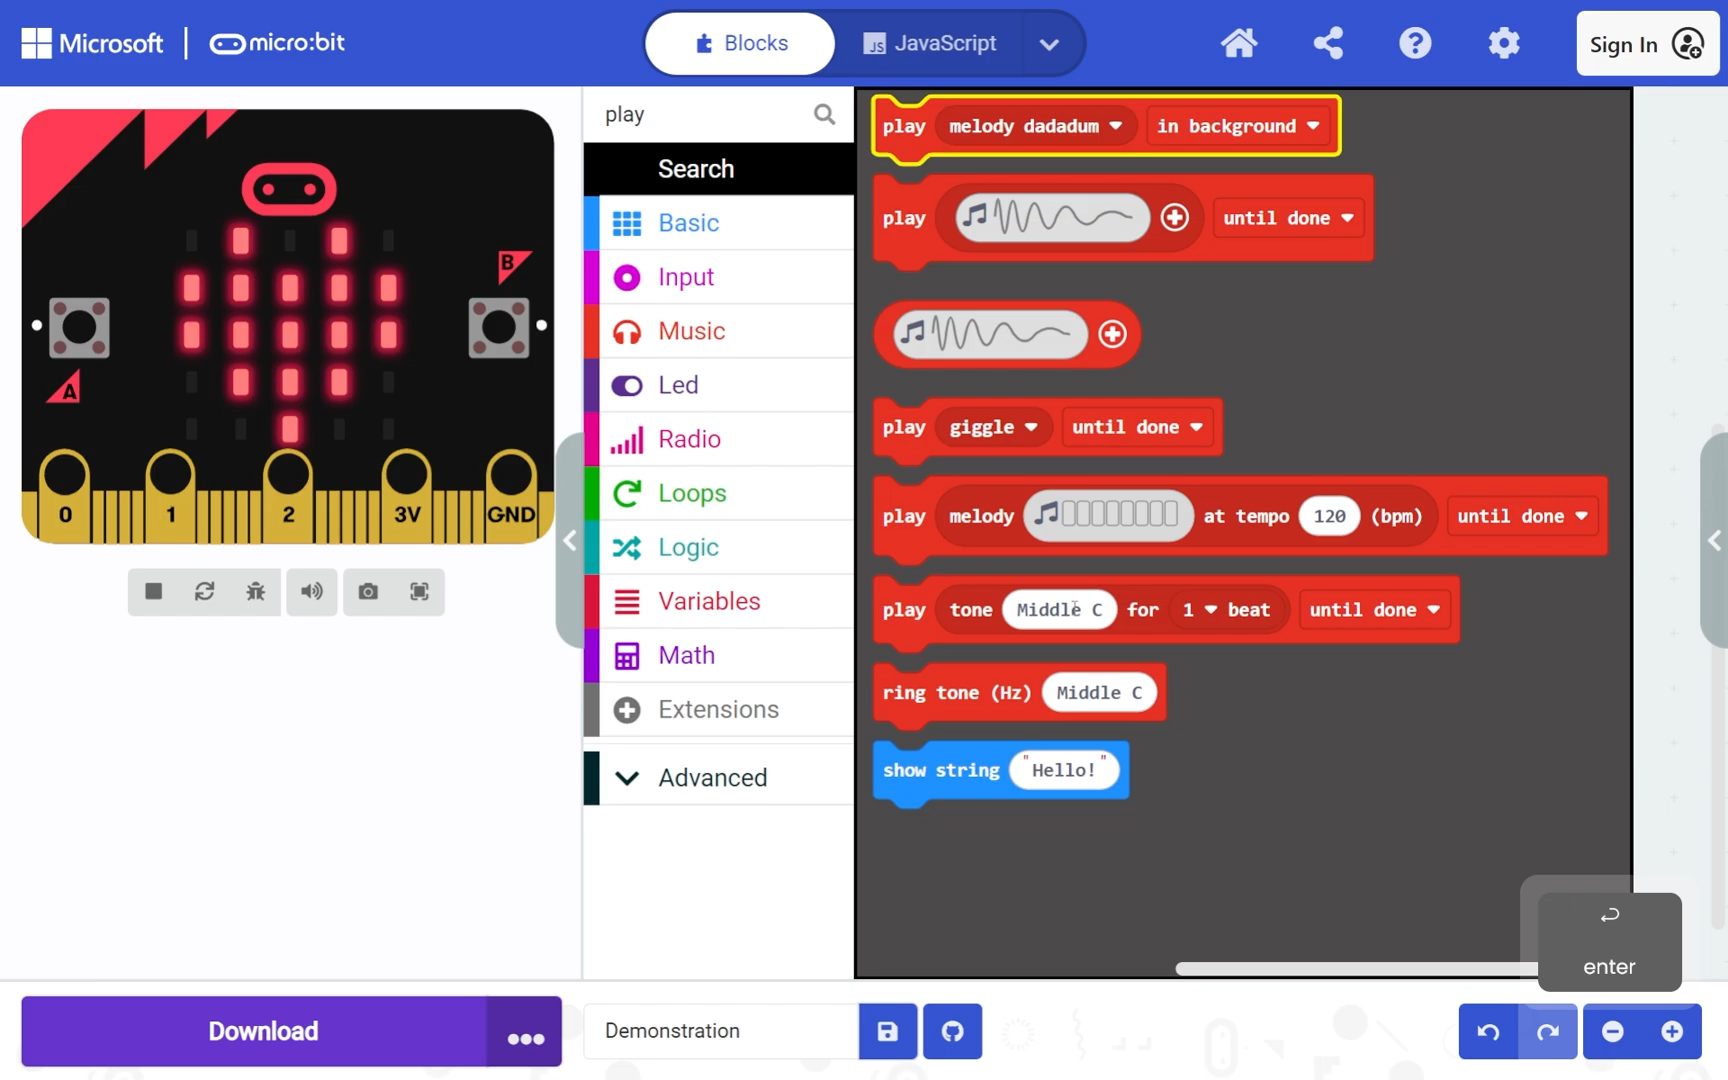 Microsoft
micro:bit
Blocks
JS JavaScript
Sign In
B
A
0 1 2 3V GND
play
Search
Basic
Input
Music
Led
Radio
Loops
Logic
Variables
Math
Extensions
Advanced
play melody dadadum in background
play until done
play giggle until done
play melody at tempo 120 (bpm) until done
play tone Middle C for 1 beat until done
ring tone (Hz) Middle C
show string "Hello!"
enter
Download
Demonstration